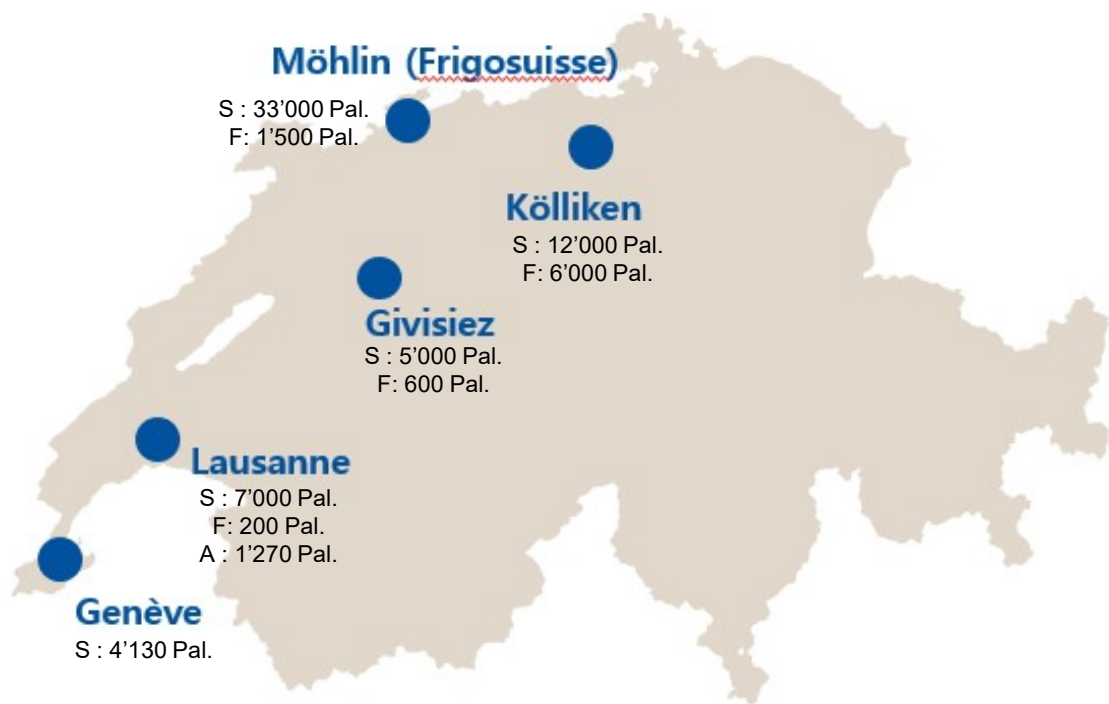 Möhlin (Frigosuisse)
S : 33’000 Pal.
F: 1’500 Pal.
Kölliken
S : 12’000 Pal.
F: 6’000 Pal.
Givisiez
S : 5’000 Pal.
F: 600 Pal.
Lausanne
S : 7’000 Pal.
F: 200 Pal.
A : 1’270 Pal.
Genève
S : 4’130 Pal.